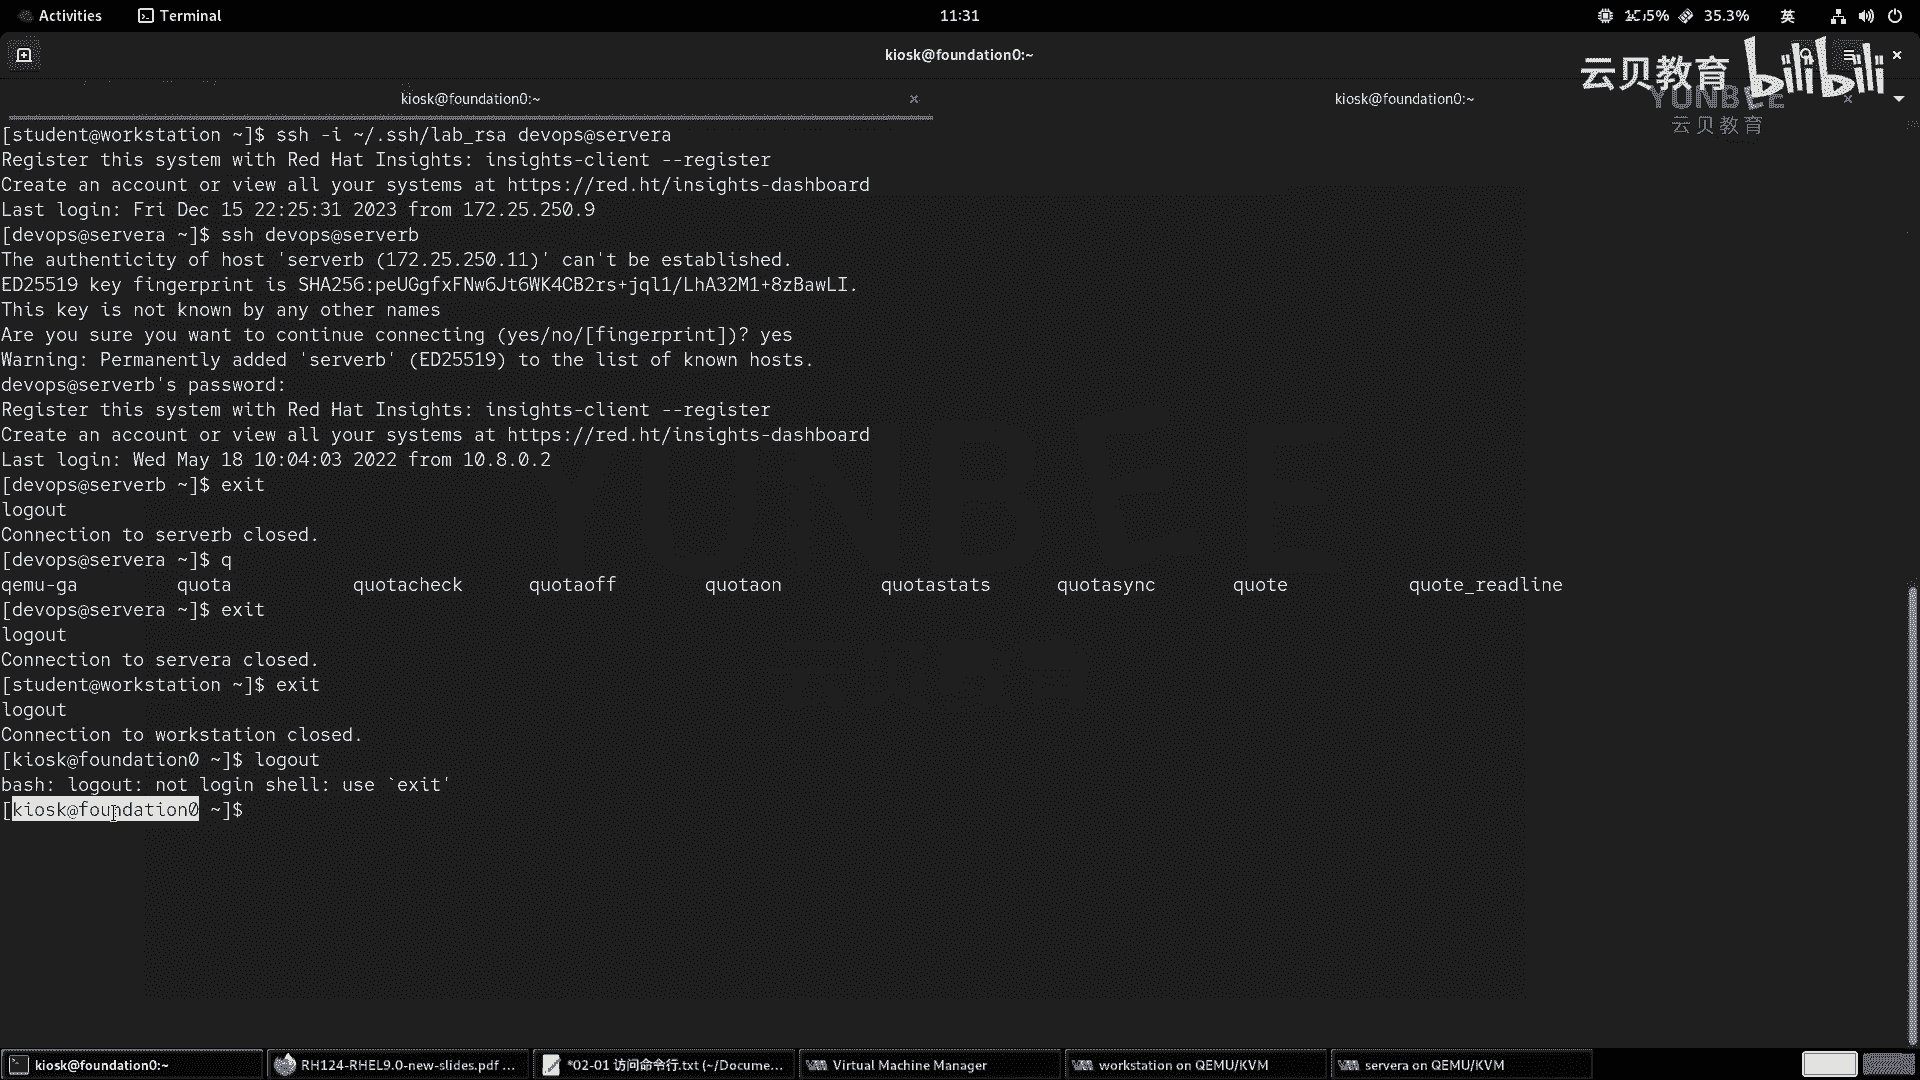 Activities Terminal 11:31 35.3% 英
kiosk@foundation0:~
云贝教育 bilibili
kiosk@foundation0:~ kiosk@foundation0:~
YUNBEE
云贝教育
[student@workstation ~]$ ssh -i ~/.ssh/lab_rsa devops@servera
Register this system with Red Hat Insights: insights-client --register
Create an account or view all your systems at https://red.ht/insights-dashboard
Last login: Fri Dec 15 22:25:31 2023 from 172.25.250.9
[devops@servera ~]$ ssh devops@serverb
The authenticity of host 'serverb (172.25.250.11)' can't be established.
ED25519 key fingerprint is SHA256:peUGgfxFNw6Jt6WK4CB2rs+jql1/LhA32M1+8zBawLI.
This key is not known by any other names
Are you sure you want to continue connecting (yes/no/[fingerprint])? yes
Warning: Permanently added 'serverb' (ED25519) to the list of known hosts.
devops@serverb's password:
Register this system with Red Hat Insights: insights-client --register
Create an account or view all your systems at https://red.ht/insights-dashboard
Last login: Wed May 18 10:04:03 2022 from 10.8.0.2
[devops@serverb ~]$ exit
logout
Connection to serverb closed.
[devops@servera ~]$ q
qemu-ga quota quotacheck quotaoff quotaon quotastats quotasync quote quote_readline
[devops@servera ~]$ exit
logout
Connection to servera closed.
[student@workstation ~]$ exit
logout
Connection to workstation closed.
[kiosk@foundation0 ~]$ logout
bash: logout: not login shell: use `exit'
[kiosk@foundation0 ~]$
kiosk@foundation0:~ RH124-RHEL9.0-new-slides.pdf ... *02-01 访问命令行.txt (~/Docume... Virtual Machine Manager workstation on QEMU/KVM servera on QEMU/KVM